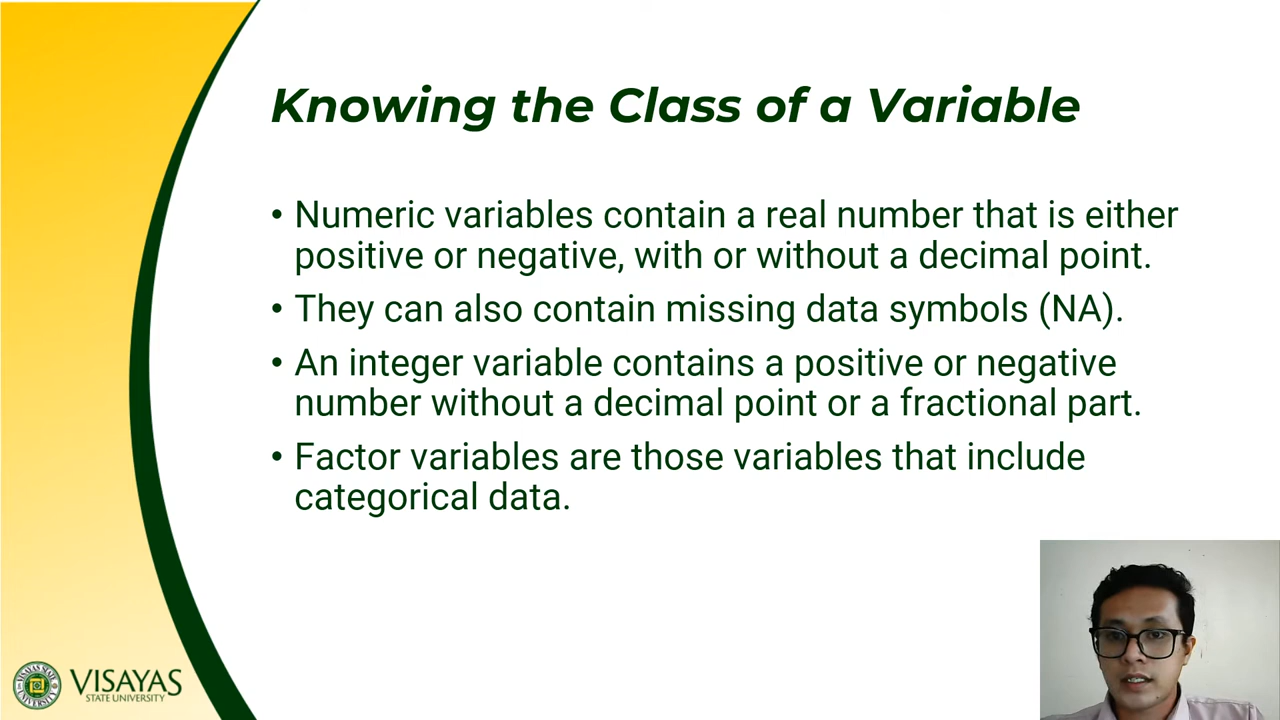 Knowing the Class of a Variable
• Numeric variables contain a real number that is either
positive or negative, with or without a decimal point.
• They can also contain missing data symbols (NA).
• An integer variable contains a positive or negative
number without a decimal point or a fractional part.
• Factor variables are those variables that include
categorical data.
VISAYAS
STATE UNIVERSITY